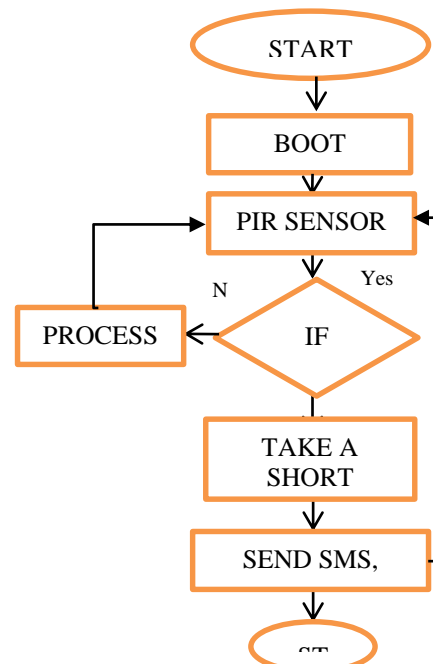 START
BOOT
PIR SENSOR
Yes
N
PROCESS
IF
TAKE A
SHORT
SEND SMS,